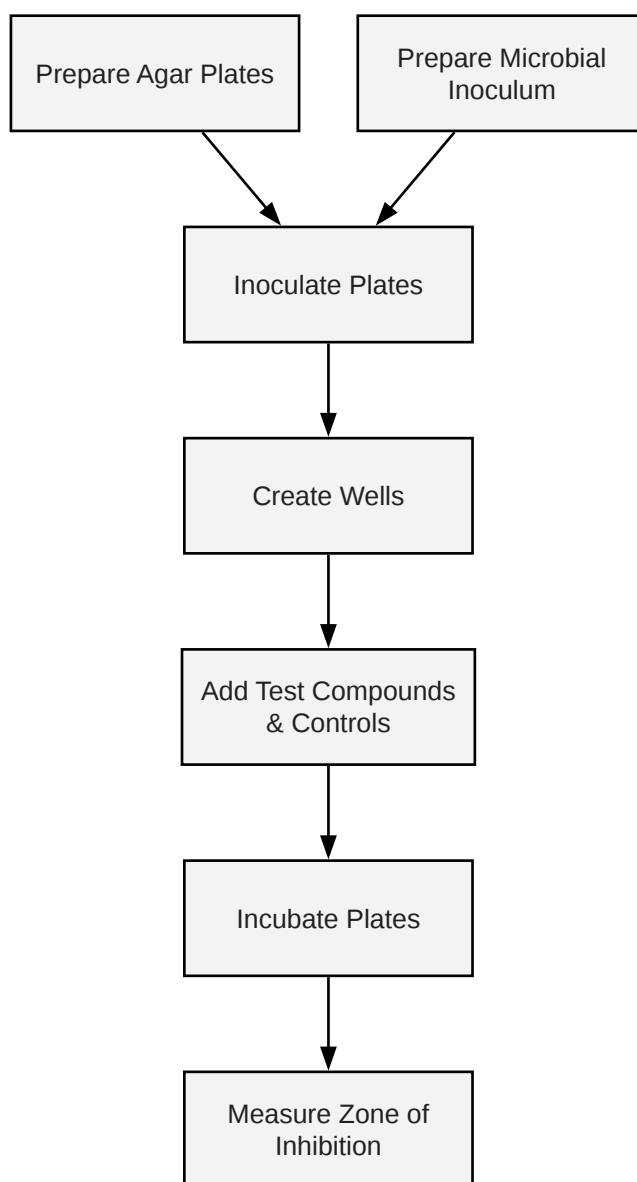 Prepare Agar Plates
Prepare Microbial
Inoculum
Inoculate Plates
Create Wells
Add Test Compounds
& Controls
Incubate Plates
Measure Zone of
Inhibition